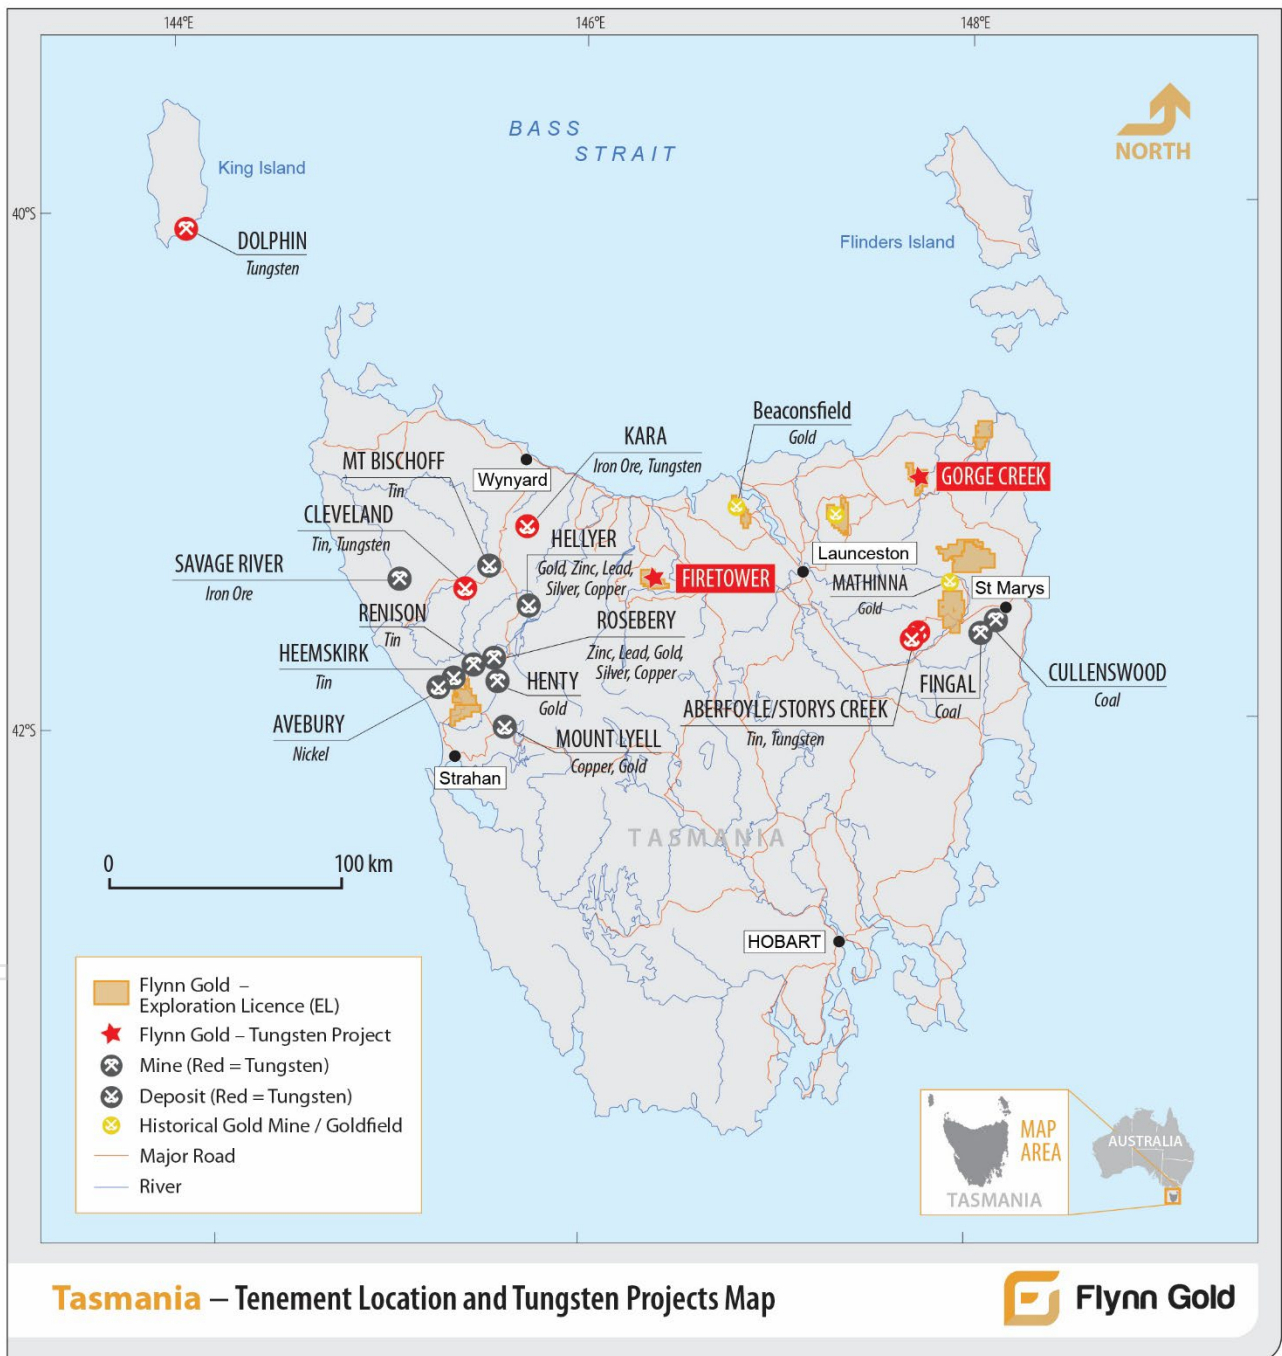 144°E
146°E
148°E
BASS
STRAIT
NORTH
King Island
40°S
DOLPHIN
Tungsten
Flinders Island
Beaconsfield
Gold
KARA
Iron Ore, Tungsten
MT BISCHOFF
Tin
Wynyard
GORGE CREEK
CLEVELAND
Tin, Tungsten
HELLYER
Gold, Zinc, Lead,
Silver, Copper
Launceston
SAVAGE RIVER
Iron Ore
FIRETOWER
MATHINNA
Gold
St Marys
RENISON
Tin
ROSEBERY
Zinc, Lead, Gold,
Silver, Copper
HEEMSKIRK
Tin
HENTY
Gold
FINGAL
Coal
CULLENSWOOD
Coal
ABERFOYLE/STORYS CREEK
Tin, Tungsten
42°S
AVEBURY
Nickel
MOUNT LYELL
Copper, Gold
Strahan
TASMANIA
0
100 km
HOBART
Flynn Gold –
Exploration Licence (EL)
Flynn Gold – Tungsten Project
Mine (Red = Tungsten)
Deposit (Red = Tungsten)
Historical Gold Mine / Goldfield
Major Road
River
MAP
AREA
TASMANIA
AUSTRALIA
Tasmania – Tenement Location and Tungsten Projects Map
Flynn Gold